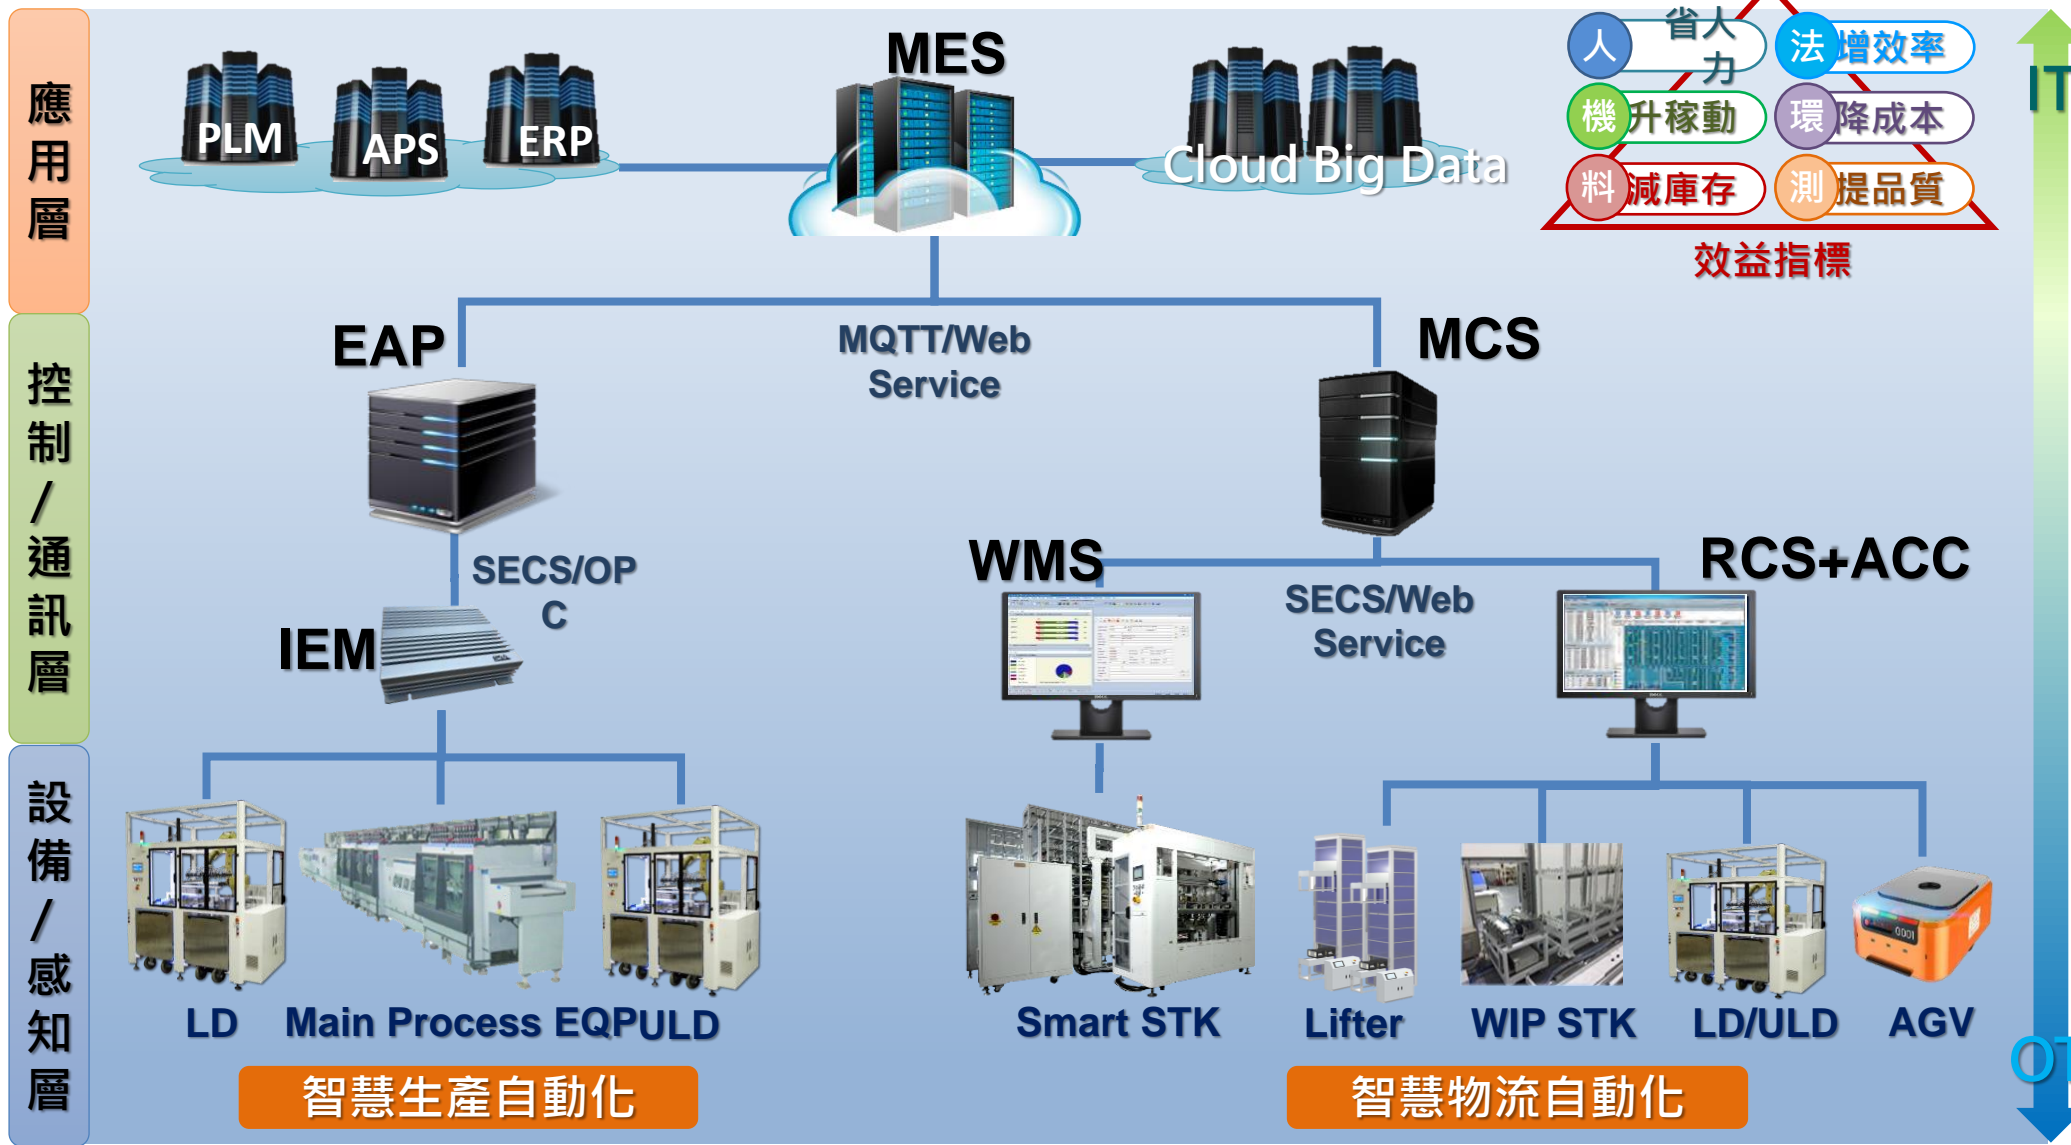 應用層
控制/通訊層
設備/感知層
PLM
APS
ERP
MES
Cloud Big Data
人
省人
力
法
增效率
機
升稼動
環
降成本
料
減庫存
測
提品質
效益指標
IT
EAP
MQTT/Web
Service
MCS
SECS/OP
C
IEM
WMS
SECS/Web
Service
RCS+ACC
0001
LD
Main Process EQP
ULD
Smart STK
Lifter
WIP STK
LD/ULD
AGV
OT
智慧生產自動化
智慧物流自動化